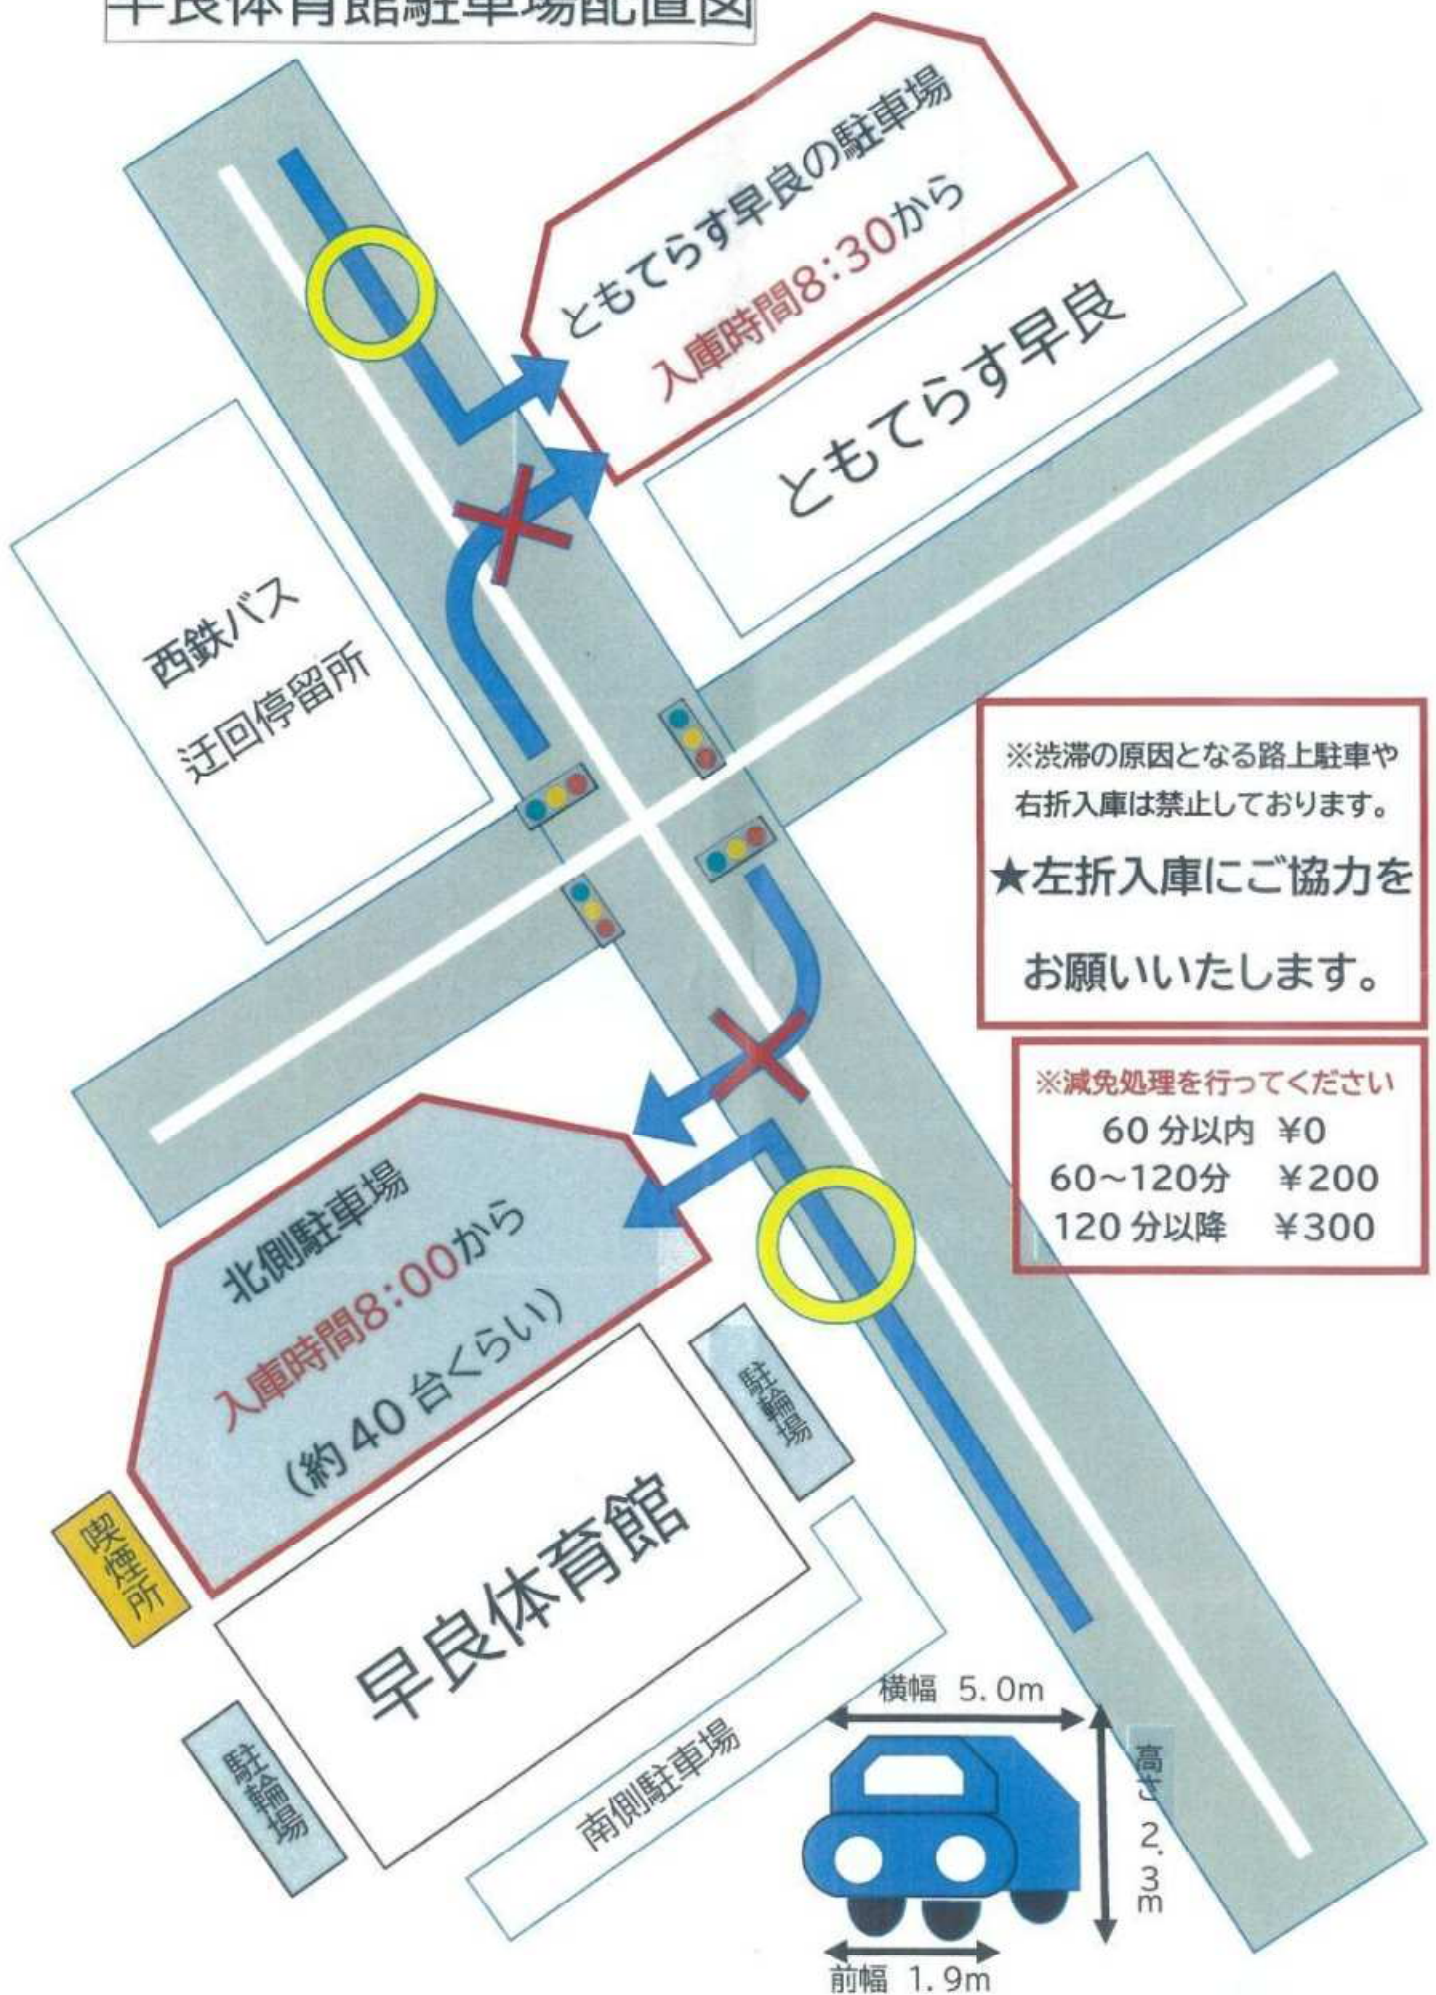 早良体育館駐車場配置図
ともてらす早良の駐車場
入庫時間8:30から
ともてらす早良
西鉄バス
迂回停留所
※渋滞の原因となる路上駐車や
右折入庫は禁止しております。
★左折入庫にご協力を
お願いいたします。
※減免処理を行ってください
60分以内 ¥0
60～120分 ¥200
120分以降 ¥300
北側駐車場
入庫時間8:00から
(約40台くらい)
駐輪場
喫煙所
早良体育館
駐輪場
南側駐車場
横幅 5.0m
高さ 2.3m
前幅 1.9m